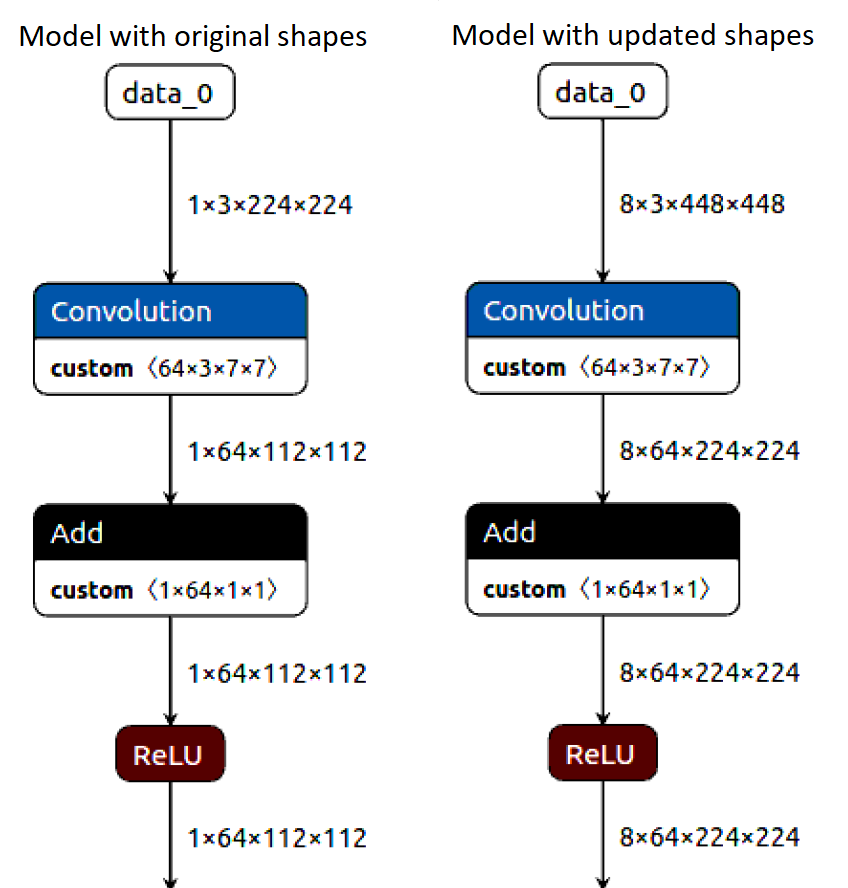 Model with original shapes
data_0
1×3×224×224
Convolution
custom 〈64×3×7×7〉
1×64×112×112
Add
custom 〈1×64×1×1〉
1×64×112×112
ReLU
1×64×112×112
Model with updated shapes
data_0
8×3×448×448
Convolution
custom 〈64×3×7×7〉
8×64×224×224
Add
custom 〈1×64×1×1〉
8×64×224×224
ReLU
8×64×224×224